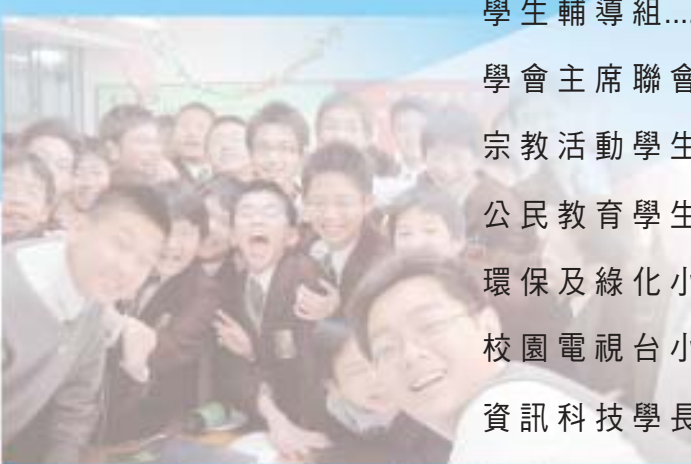 學生輔導組....
學會主席聯會
宗教活動學生
公民教育學生
環保及綠化小
校園電視台小
資訊科技學長